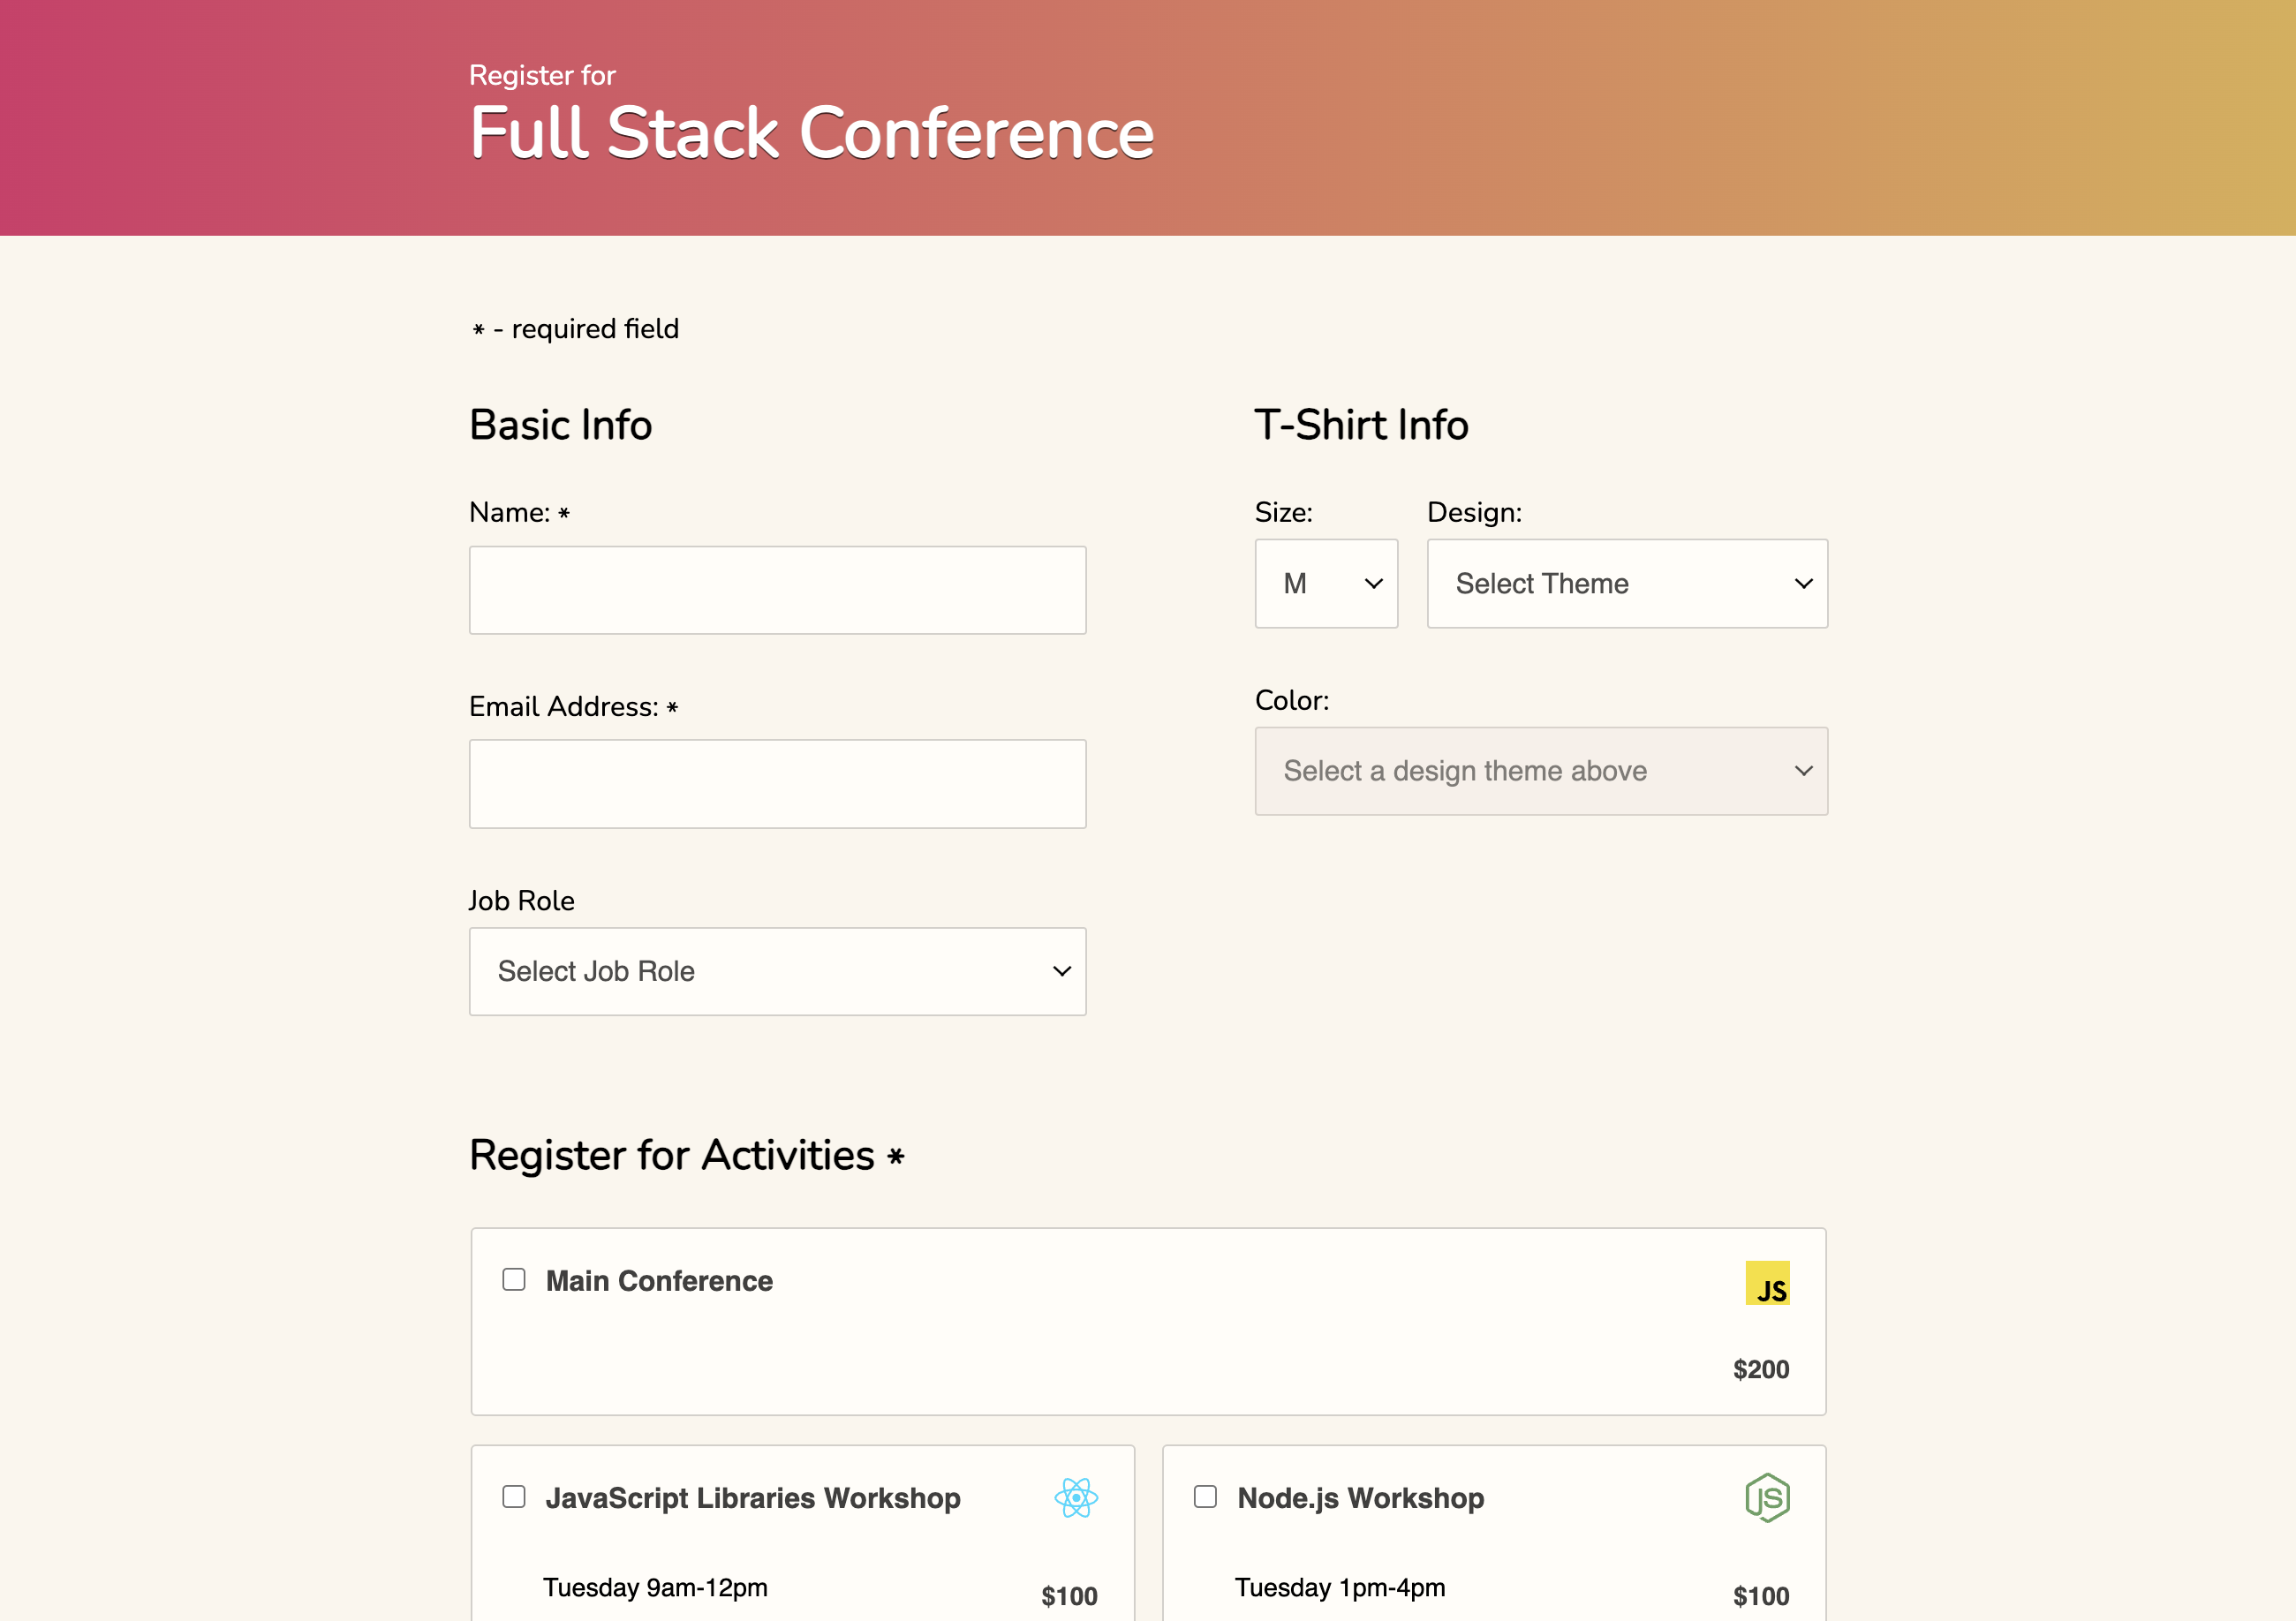 Register for
Full Stack Conference
* - required field
Basic Info
Name: *
Email Address: *
Job Role
Select Job Role
T-Shirt Info
Size:
M
Design:
Select Theme
Color:
Select a design theme above
Register for Activities *
Main Conference
JS
$200
JavaScript Libraries Workshop
Tuesday 9am-12pm
$100
Node.js Workshop
JS
Tuesday 1pm-4pm
$100